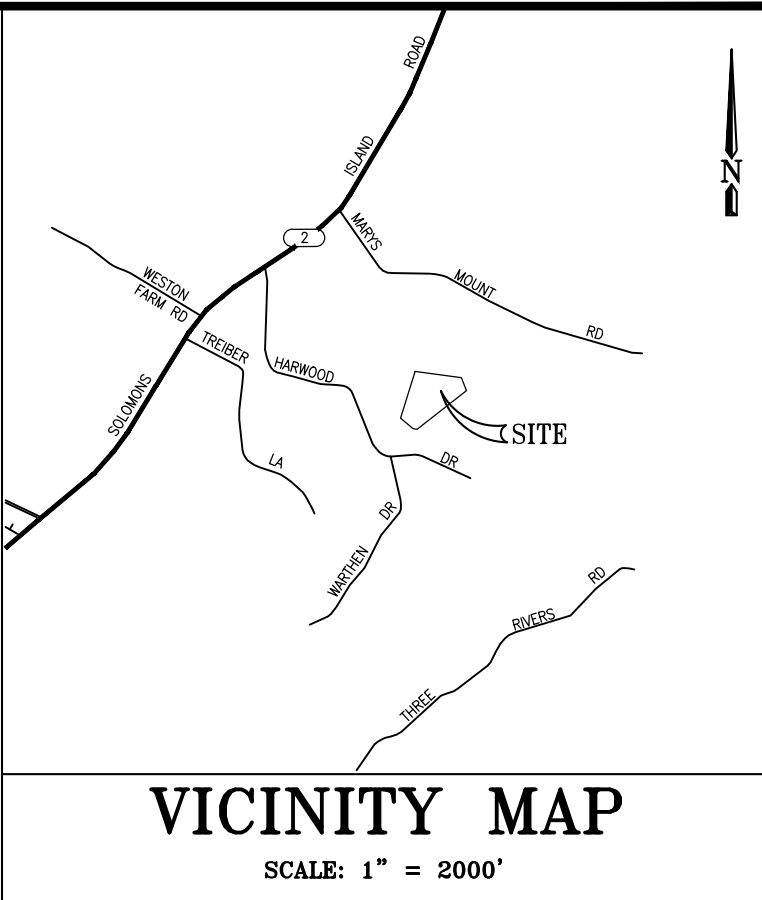 ROAD
ISLAND
N
2
MARYS
WESTON
FARM RD
MOUNT
RD
TREIBER
HARWOOD
SOLOMONS
SITE
LA
DR
DR
WARTHEN
RD
RIVERS
THREE
VICINITY MAP
SCALE: 1" = 2000'